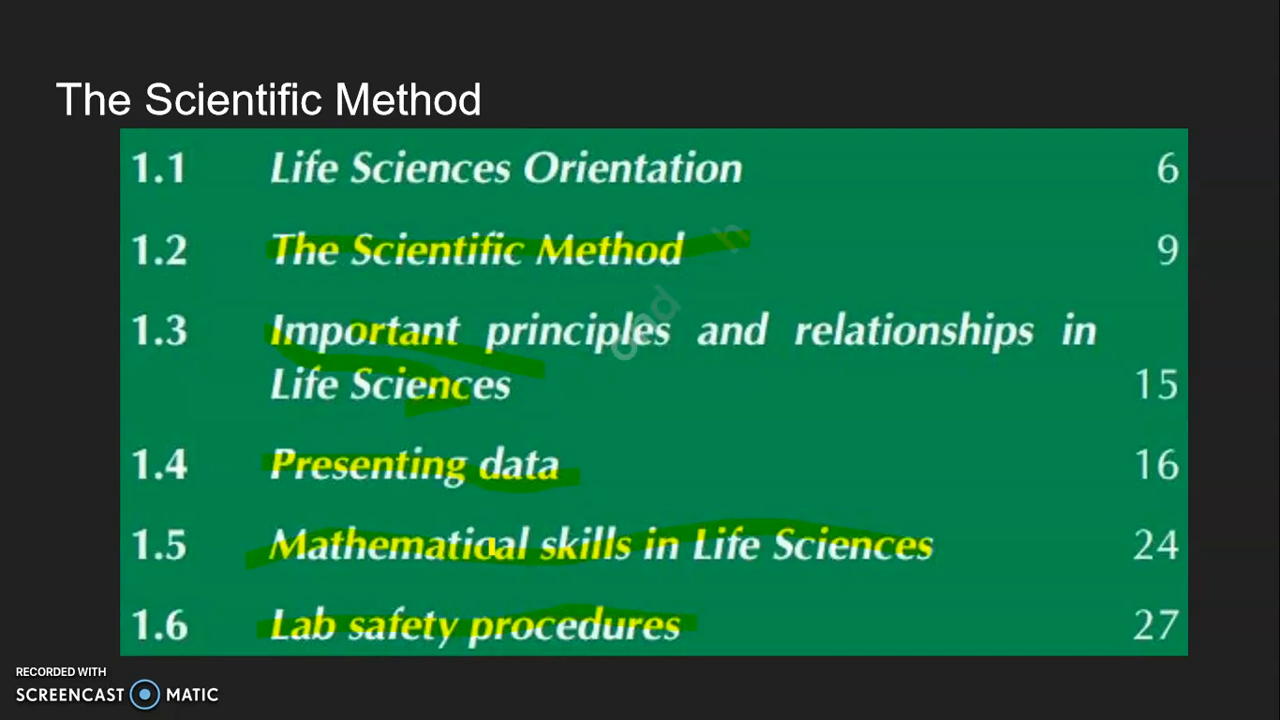 The Scientific Method
1.1 Life Sciences Orientation 6
1.2 The Scientific Method 9
1.3 Important principles and relationships in
Life Sciences 15
1.4 Presenting data 16
1.5 Mathematical skills in Life Sciences 24
1.6 Lab safety procedures 27
RECORDED WITH
SCREENCAST MATIC